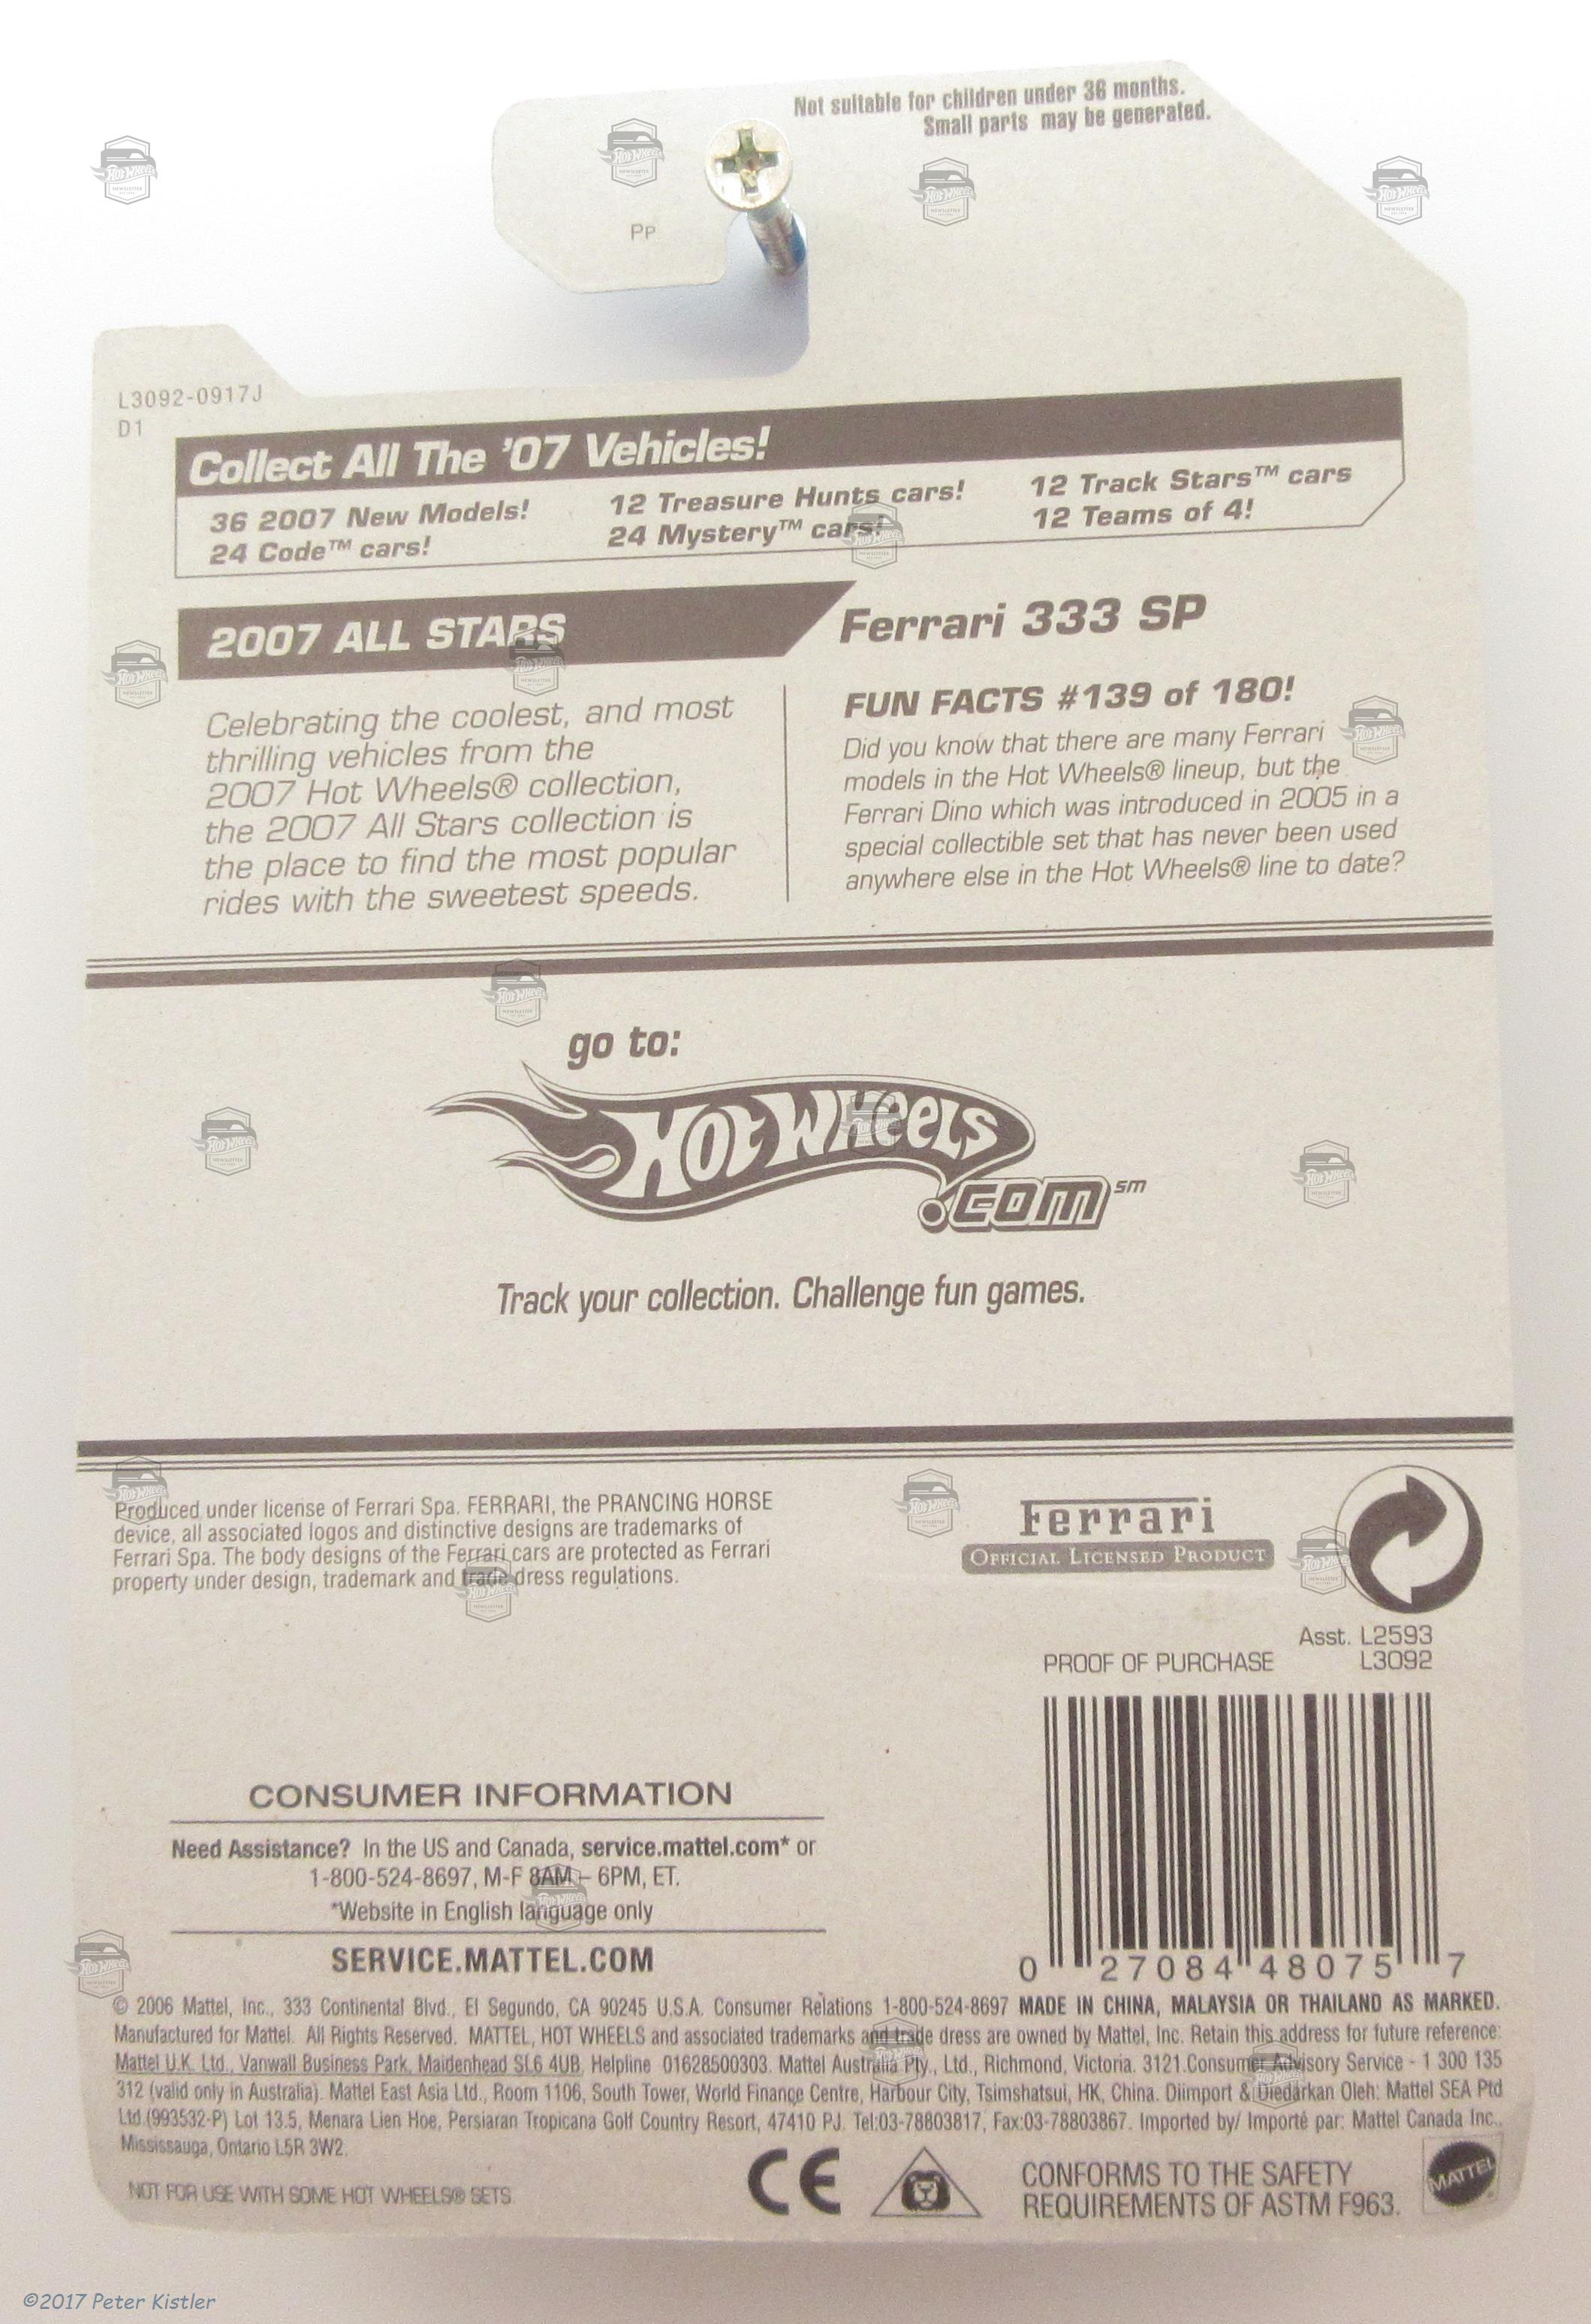 Not suitable for children under 36 months.
Small parts may be generated.
Pp
L3092-0917J
D1
Collect All The '07 Vehicles!
36 2007 New Models!
24 Code™ cars!
12 Treasure Hunts cars!
24 Mystery™ cars!
12 Track Stars™ cars
12 Teams of 4!
2007 ALL STARS
Celebrating the coolest, and most
thrilling vehicles from the
2007 Hot Wheels® collection,
the 2007 All Stars collection is
the place to find the most popular
rides with the sweetest speeds.
Ferrari 333 SP
FUN FACTS #139 of 180!
Did you know that there are many Ferrari
models in the Hot Wheels® lineup, but the
Ferrari Dino which was introduced in 2005 in a
special collectible set that has never been used
anywhere else in the Hot Wheels® line to date?
go to:
Hot Wheels
.com℠
Track your collection. Challenge fun games.
Produced under license of Ferrari Spa. FERRARI, the PRANCING HORSE
device, all associated logos and distinctive designs are trademarks of
Ferrari Spa. The body designs of the Ferrari cars are protected as Ferrari
property under design, trademark and trade dress regulations.
Ferrari
OFFICIAL LICENSED PRODUCT
Asst. L2593
PROOF OF PURCHASE L3092
CONSUMER INFORMATION
Need Assistance? In the US and Canada, service.mattel.com* or
1-800-524-8697, M-F 8AM – 6PM, ET.
*Website in English language only
SERVICE.MATTEL.COM
0 27084 48075 7
© 2006 Mattel, Inc., 333 Continental Blvd., El Segundo, CA 90245 U.S.A. Consumer Relations 1-800-524-8697 MADE IN CHINA, MALAYSIA OR THAILAND AS MARKED.
Manufactured for Mattel. All Rights Reserved. MATTEL, HOT WHEELS and associated trademarks and trade dress are owned by Mattel, Inc. Retain this address for future reference:
Mattel U.K. Ltd., Vanwall Business Park, Maidenhead SL6 4UB. Helpline 01628500303. Mattel Australia Pty., Ltd., Richmond, Victoria. 3121.Consumer Advisory Service - 1 300 135
312 (valid only in Australia). Mattel East Asia Ltd., Room 1106, South Tower, World Finance Centre, Harbour City, Tsimshatsui, HK, China. Diimport & Diedarkan Oleh: Mattel SEA Ptd
Ltd.(993532-P) Lot 13.5, Menara Lien Hoe, Persiaran Tropicana Golf Country Resort, 47410 PJ. Tel:03-78803817, Fax:03-78803867. Imported by/ Importé par: Mattel Canada Inc.,
Mississauga, Ontario L5R 3W2.
NOT FOR USE WITH SOME HOT WHEELS® SETS.
CE
CONFORMS TO THE SAFETY
REQUIREMENTS OF ASTM F963.
MATTEL
©2017 Peter Kistler